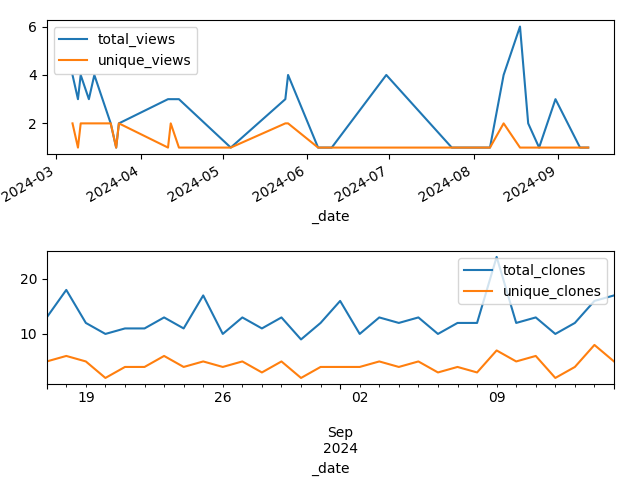 6
total_views
unique_views
4
2
2024-03
2024-04
2024-05
2024-06
2024-07
2024-08
2024-09
_date
total_clones
unique_clones
20
10
19
26
02
09
Sep
2024
_date